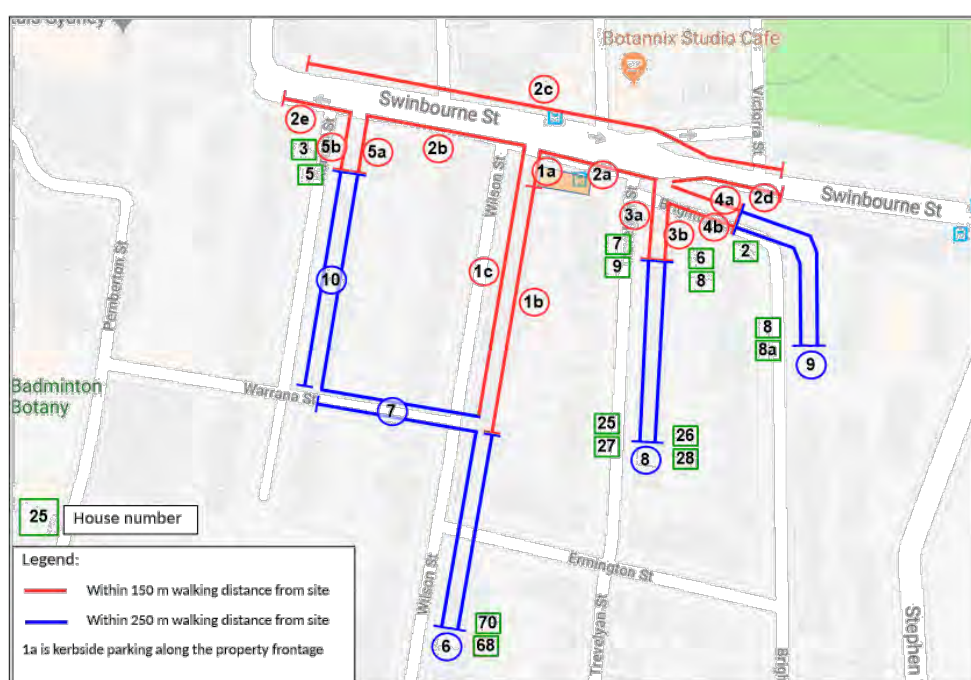 Botannix Studio Cafe
2c
Victoria St
Swinbourne St
2e
3
5b
5a
2b
5
1a
2a
4a
2d
Swinbourne St
Wilson St
3a
3b
4b
7
9
6
8
2
Pemberton St
10
1c
1b
8
8a
9
Badminton
Botany
Warrana St
7
25
27
26
28
8
25
House number
Ermington St
Wilson St
Trevelyan St
Stephen
70
68
6
Legend:
Within 150 m walking distance from site
Within 250 m walking distance from site
1a is kerbside parking along the property frontage